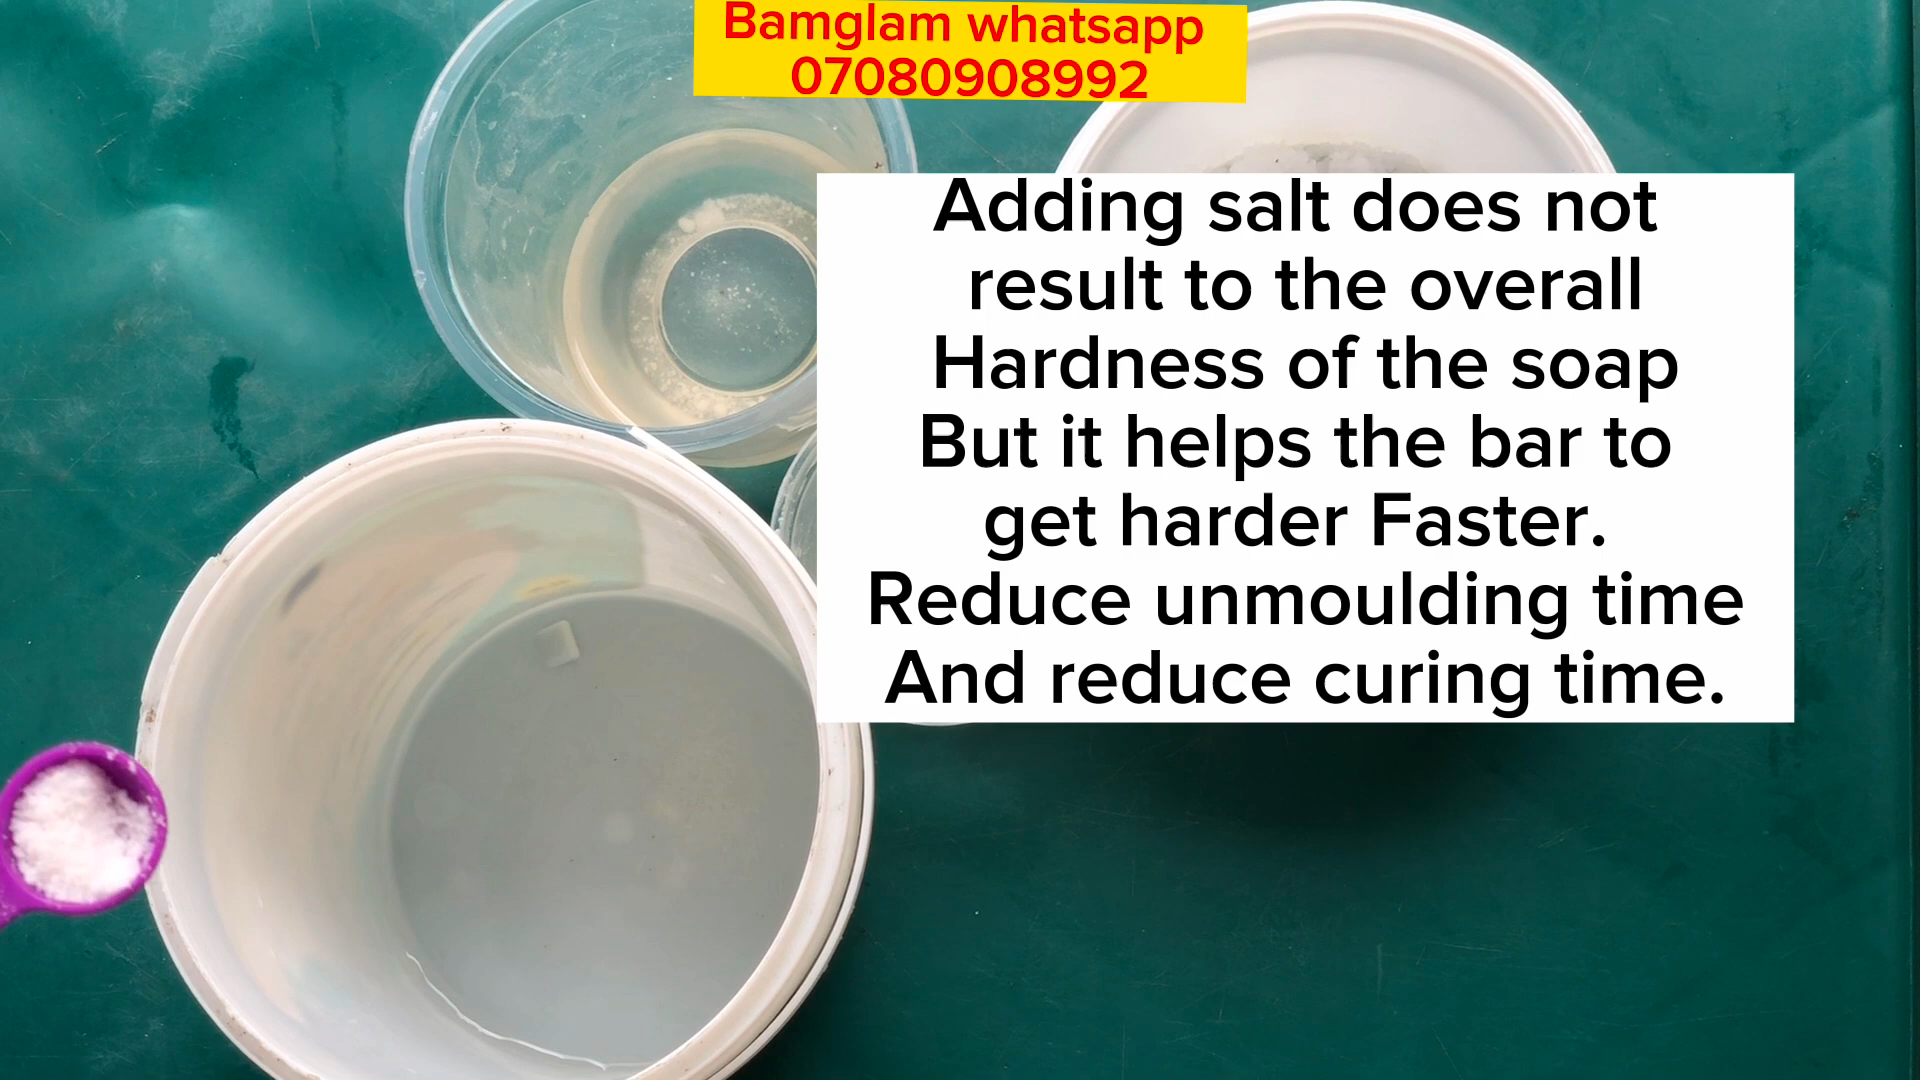 Bamglam whatsapp
07080908992
Adding salt does not
result to the overall
Hardness of the soap
But it helps the bar to
get harder Faster.
Reduce unmoulding time
And reduce curing time.